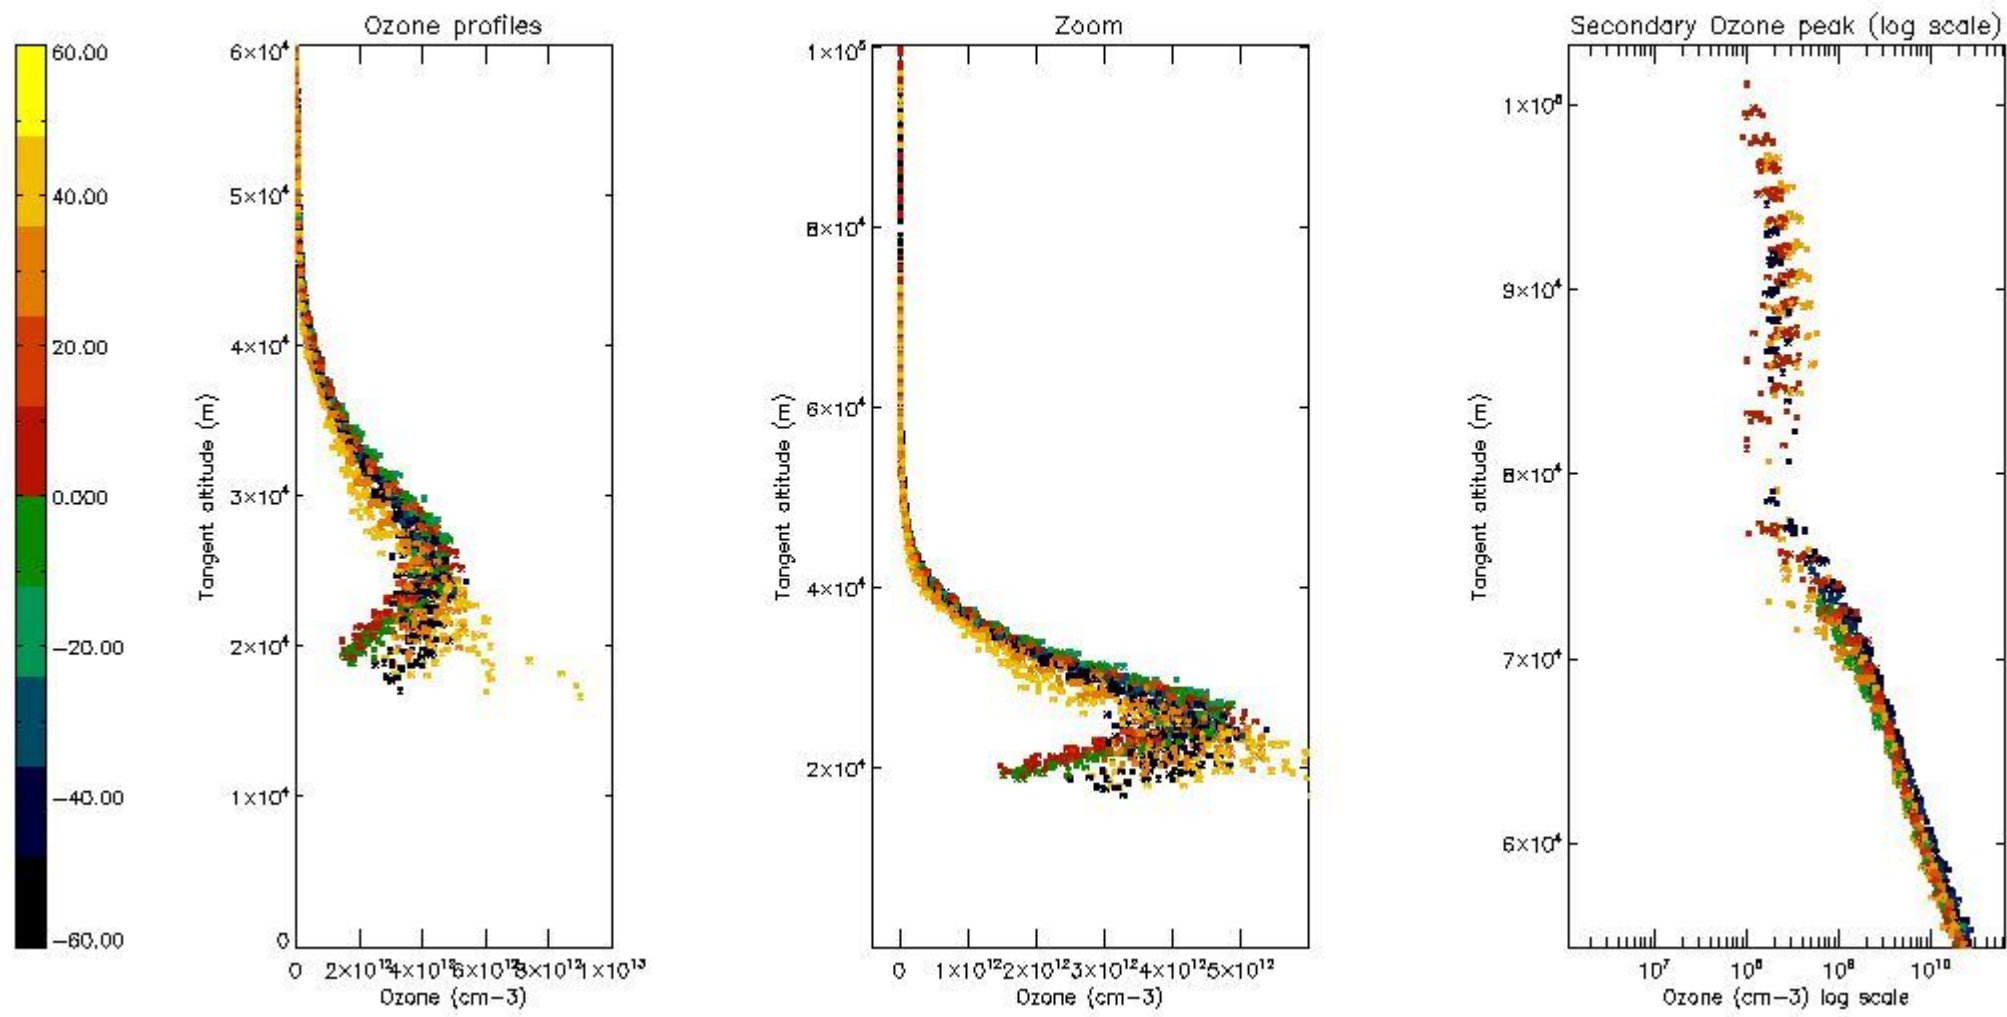 Ozone profiles
Zoom
Secondary Ozone peak (log scale)
60.00
40.00
20.00
0.000
−20.00
−40.00
−60.00
6×10⁴
5×10⁴
4×10⁴
3×10⁴
2×10⁴
1×10⁴
0
Tangent altitude (m)
0 2×10¹² 4×10¹² 6×10¹² 8×10¹² 1×10¹³
Ozone (cm−3)
1×10⁵
8×10⁴
6×10⁴
4×10⁴
2×10⁴
Tangent altitude (m)
0 1×10¹² 2×10¹² 3×10¹² 4×10¹² 5×10¹²
Ozone (cm−3)
1×10⁵
9×10⁴
8×10⁴
7×10⁴
6×10⁴
Tangent altitude (m)
10⁷ 10⁸ 10⁹ 10¹⁰
Ozone (cm−3) log scale